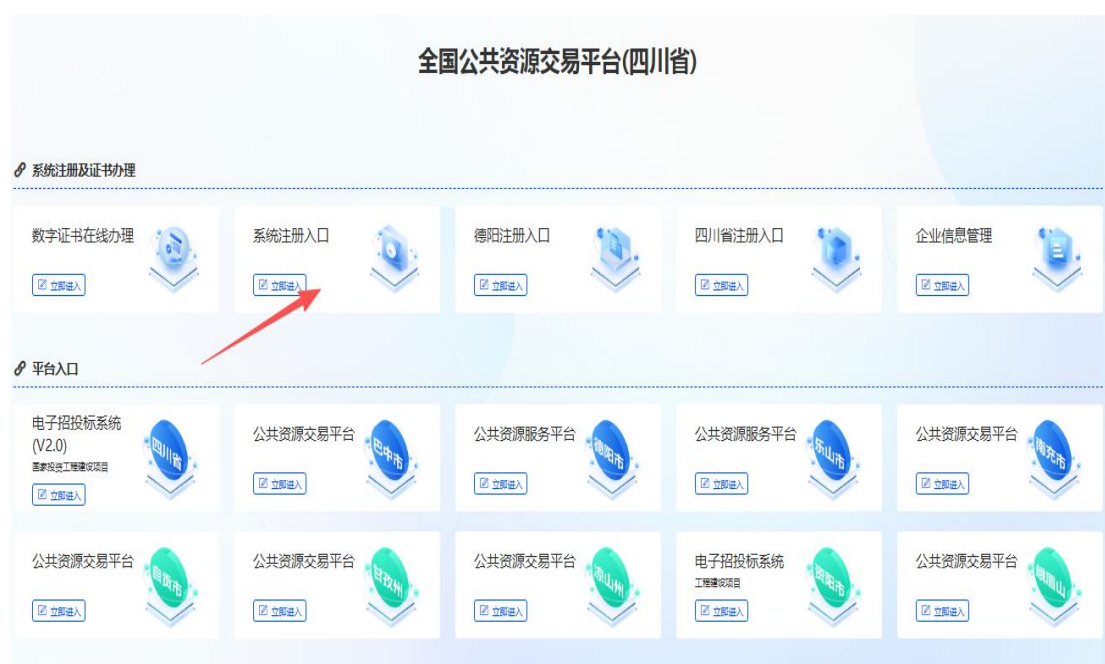 全国公共资源交易平台(四川省)
系统注册及证书办理
数字证书在线办理
系统注册入口
德阳注册入口
四川省注册入口
企业信息管理
立即进入
立即进入
立即进入
立即进入
立即进入
平台入口
电子招投标系统
(V2.0)
国家投资工程建设项目
四川省
立即进入
公共资源交易平台
巴中市
立即进入
公共资源服务平台
德阳市
立即进入
公共资源服务平台
乐山市
立即进入
公共资源交易平台
南充市
立即进入
公共资源交易平台
自贡市
立即进入
公共资源交易平台
甘孜州
立即进入
公共资源交易平台
凉山州
立即进入
电子招投标系统
工程建设项目
资阳市
立即进入
公共资源交易平台
峨眉山
立即进入